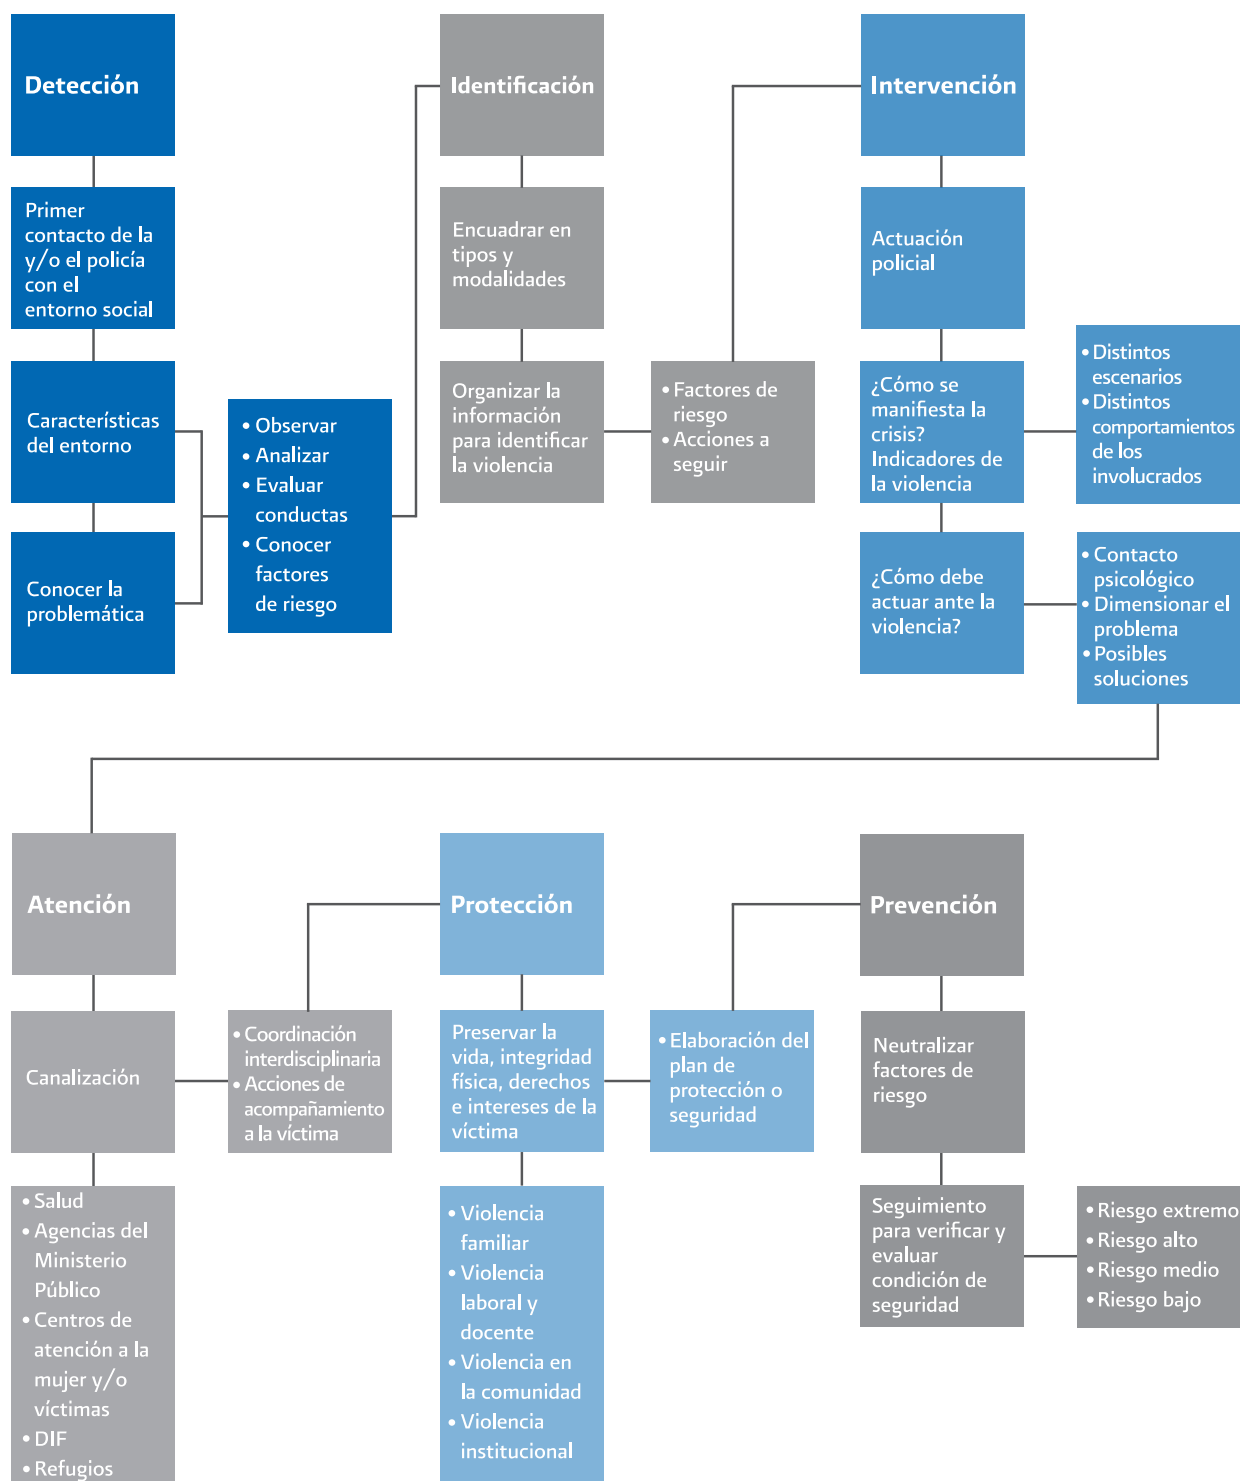 Detección
Primer
contacto de la
y/o el policía
con el
entorno social
Características
del entorno
Conocer la
problemática
• Observar
• Analizar
• Evaluar
conductas
• Conocer
factores
de riesgo
Identificación
Encuadrar en
tipos y
modalidades
Organizar la
información
para identificar
la violencia
• Factores de
riesgo
• Acciones a
seguir
Intervención
Actuación
policial
¿Cómo se
manifiesta la
crisis?
Indicadores de
la violencia
• Distintos
escenarios
• Distintos
comportamientos
de los
involucrados
¿Cómo debe
actuar ante la
violencia?
• Contacto
psicológico
• Dimensionar el
problema
• Posibles
soluciones
Atención
Canalización
• Coordinación
interdisciplinaria
• Acciones de
acompañamiento
a la víctima
• Salud
• Agencias del
Ministerio
Público
• Centros de
atención a la
mujer y/o
víctimas
• DIF
• Refugios
Protección
Preservar la
vida, integridad
física, derechos
e intereses de la
víctima
• Elaboración del
plan de
protección o
seguridad
• Violencia
familiar
• Violencia
laboral y
docente
• Violencia en
la comunidad
• Violencia
institucional
Prevención
Neutralizar
factores de
riesgo
Seguimiento
para verificar y
evaluar
condición de
seguridad
• Riesgo extremo
• Riesgo alto
• Riesgo medio
• Riesgo bajo